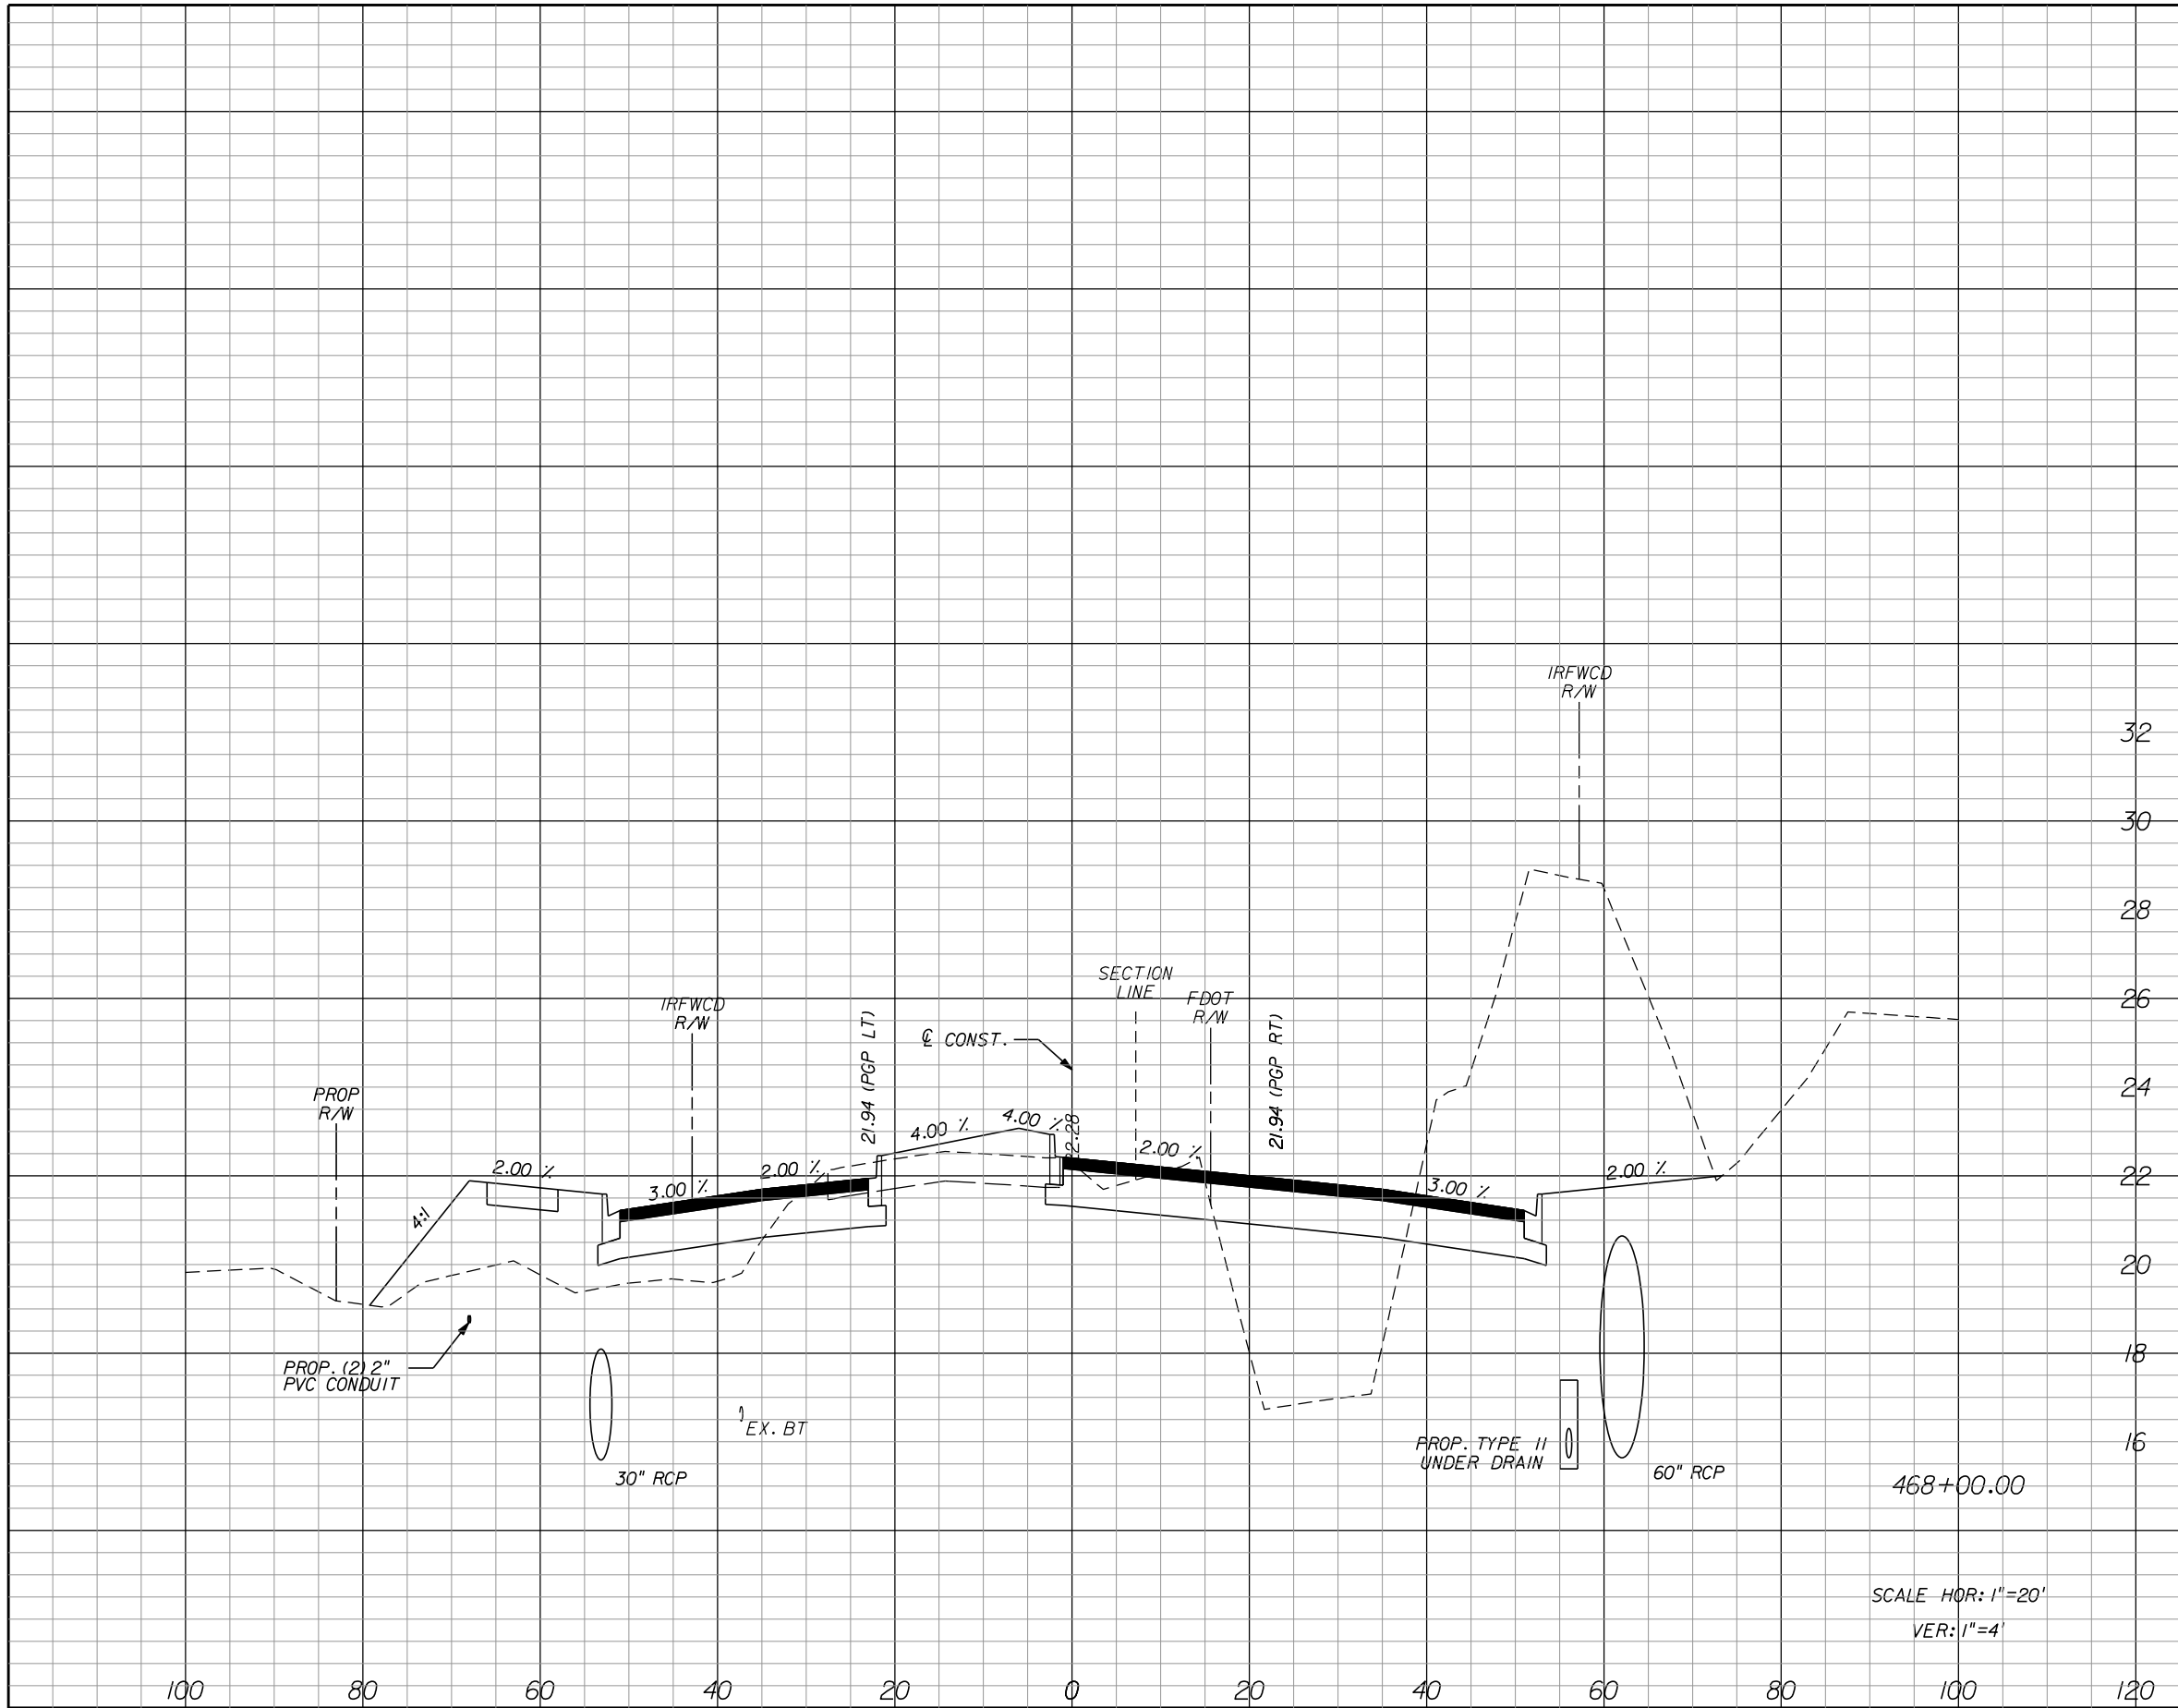 IRFWCD
R/W
32
30
28
SECTION
LINE
FDOT
R/W
26
IRFWCD
R/W
21.94 (PGP LT)
℄ CONST.
21.94 (PGP RT)
PROP
R/W
24
4.00 %
4.00 %
22.28
2.00 %
2.00 %
2.00 %
2.00 %
22
3.00 %
3.00 %
4:1
20
PROP. (2) 2"
PVC CONDUIT
18
EX. BT
PROP. TYPE II
UNDER DRAIN
16
30" RCP
60" RCP
468+00.00
SCALE HOR: 1"=20'
VER: 1"=4'
100 80 60 40 20 0 20 40 60 80 100 120